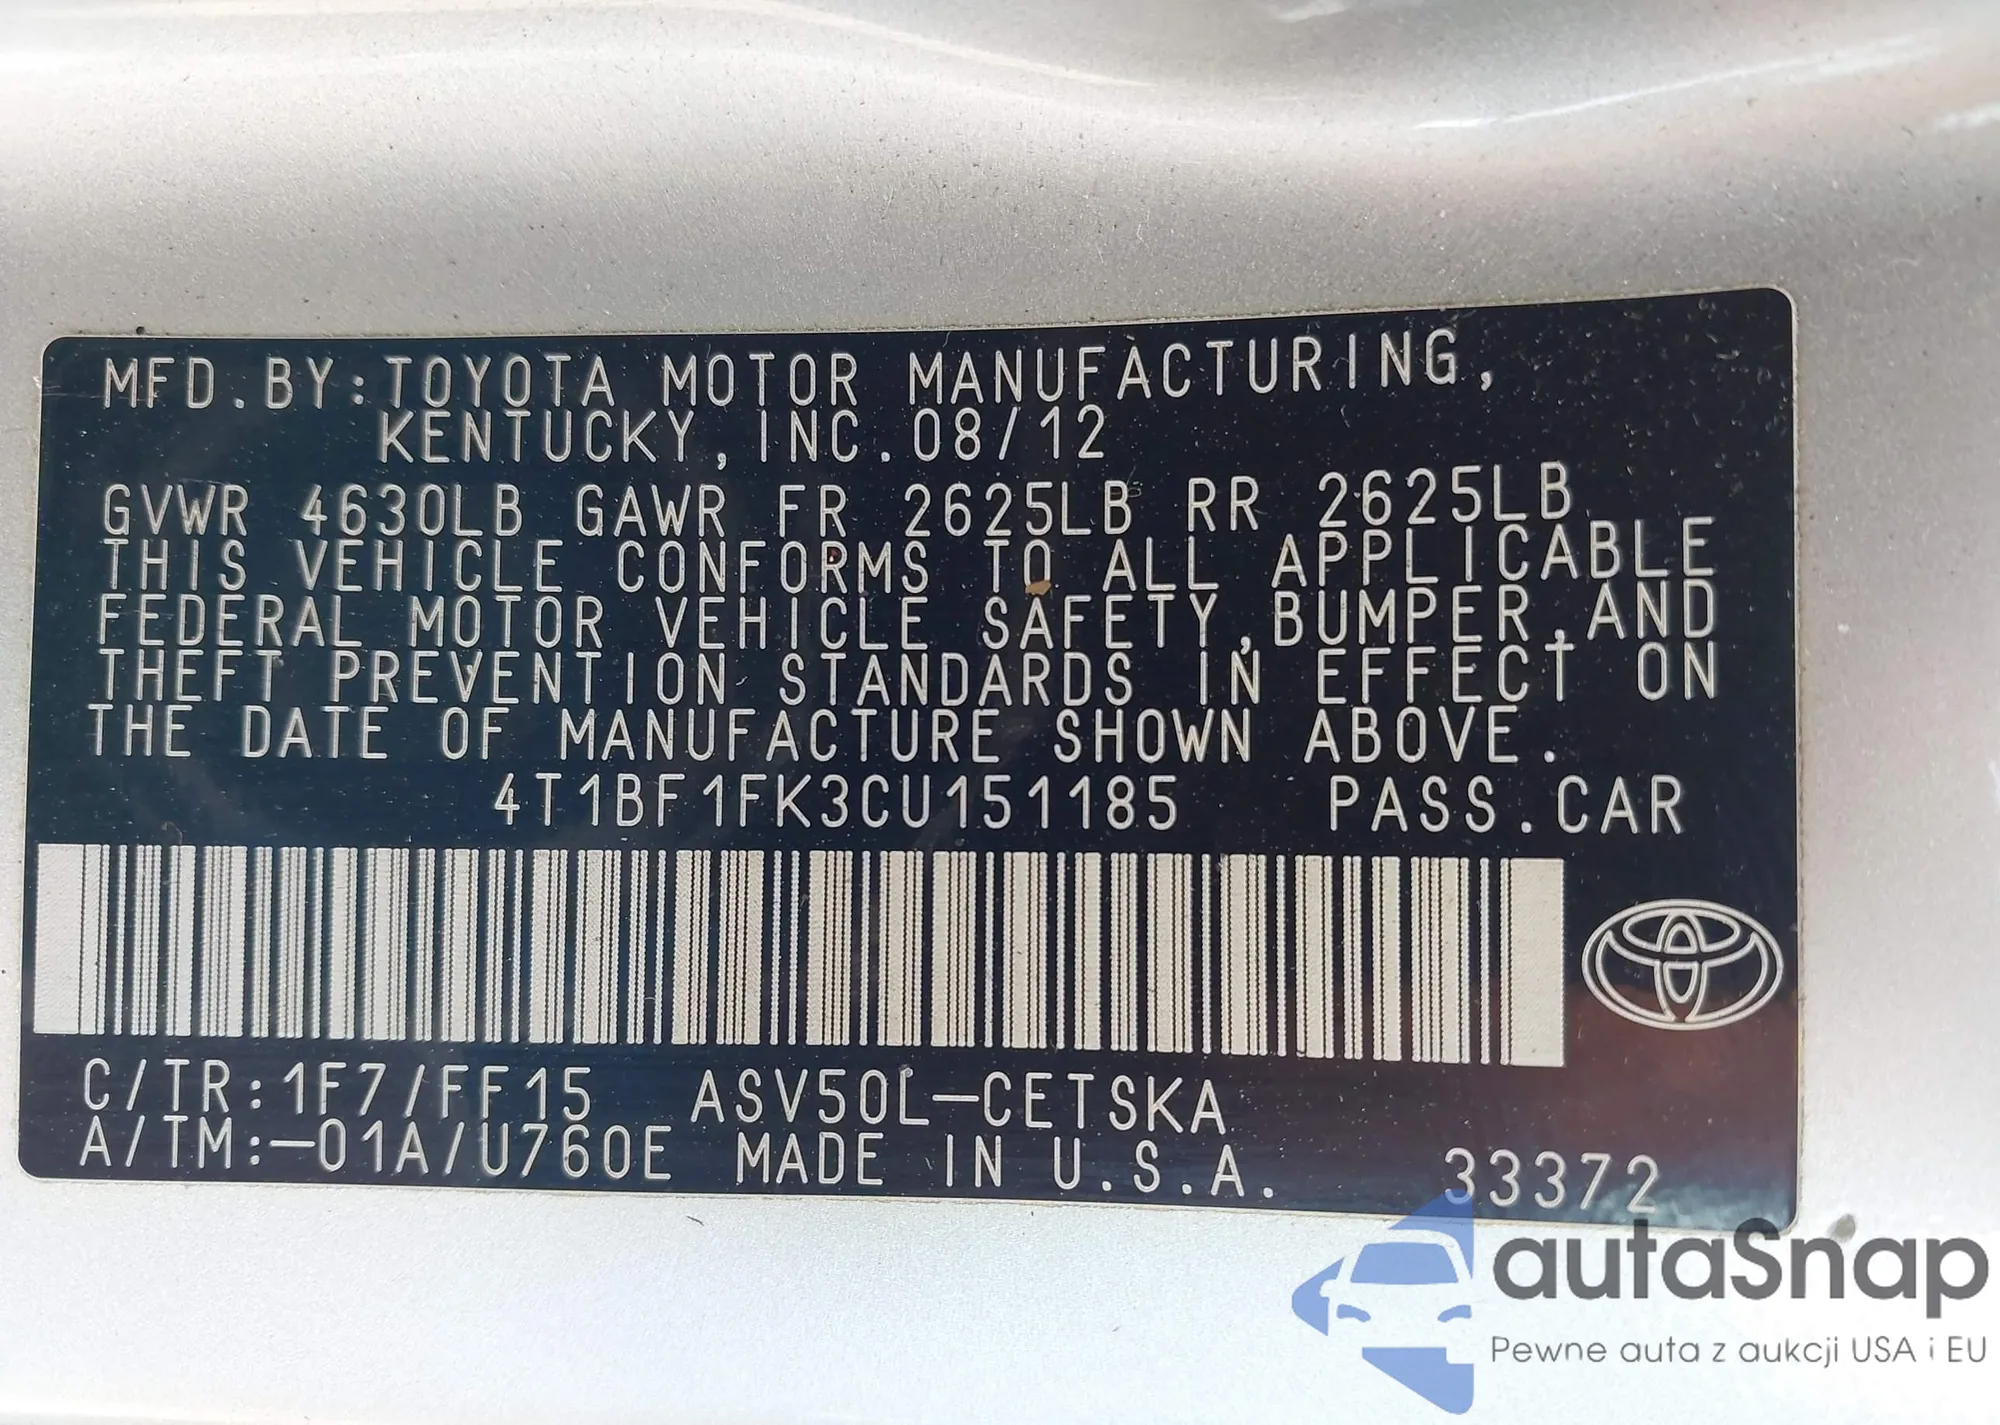 MFD.BY:TOYOTA MOTOR MANUFACTURING,
KENTUCKY,INC.08/12
GVWR 4630LB GAWR FR 2625LB RR 2625LB
THIS VEHICLE CONFORMS TO ALL APPLICABLE
FEDERAL MOTOR VEHICLE SAFETY,BUMPER,AND
THEFT PREVENTION STANDARDS IN EFFECT ON
THE DATE OF MANUFACTURE SHOWN ABOVE.
4T1BF1FK3CU151185 PASS.CAR
C/TR:1F7/FF15 ASV50L-CETSKA
A/TM:-01A/U760E MADE IN U.S.A. 33372
autaSnap
Pewne auta z aukcji USA i EU